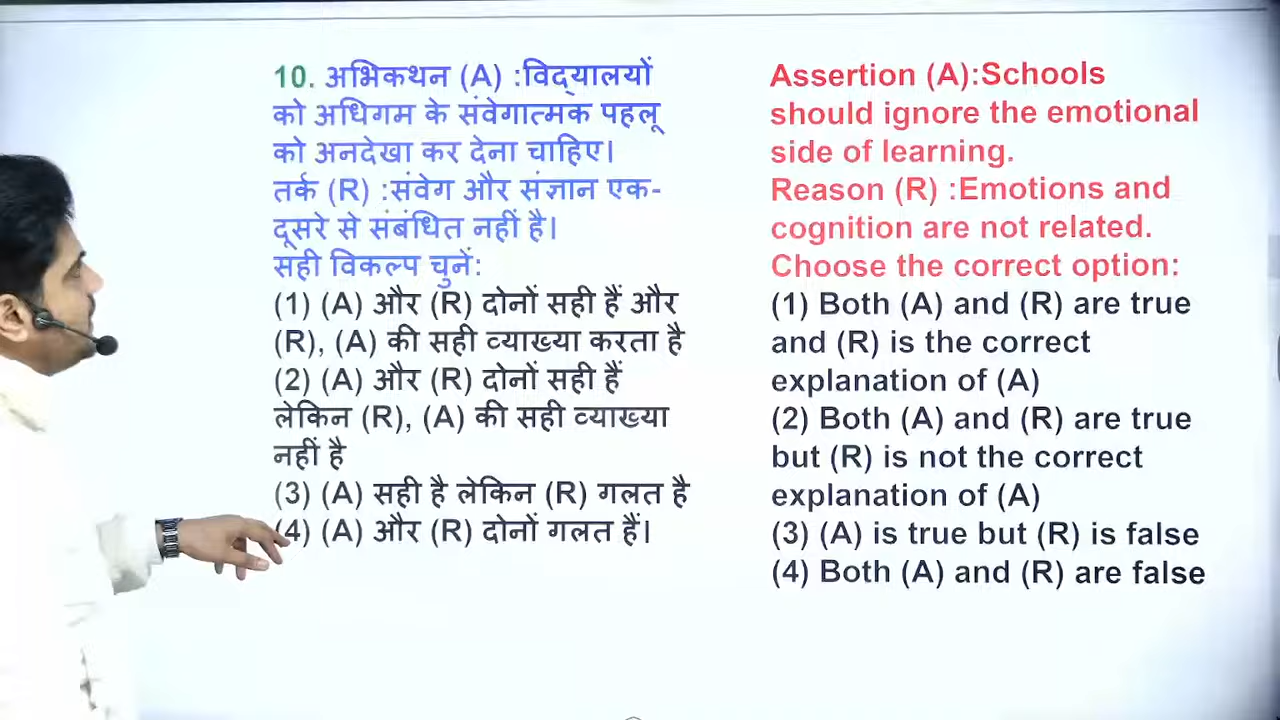 10. अभिकथन (A) :विद्यालयों
को अधिगम के संवेगात्मक पहलू
को अनदेखा कर देना चाहिए।
तर्क (R) :संवेग और संज्ञान एक-
दूसरे से संबंधित नहीं है।
सही विकल्प चुनें:
(1) (A) और (R) दोनों सही हैं और
(R), (A) की सही व्याख्या करता है
(2) (A) और (R) दोनों सही हैं
लेकिन (R), (A) की सही व्याख्या
नहीं है
(3) (A) सही है लेकिन (R) गलत है
(4) (A) और (R) दोनों गलत हैं।
Assertion (A):Schools
should ignore the emotional
side of learning.
Reason (R) :Emotions and
cognition are not related.
Choose the correct option:
(1) Both (A) and (R) are true
and (R) is the correct
explanation of (A)
(2) Both (A) and (R) are true
but (R) is not the correct
explanation of (A)
(3) (A) is true but (R) is false
(4) Both (A) and (R) are false